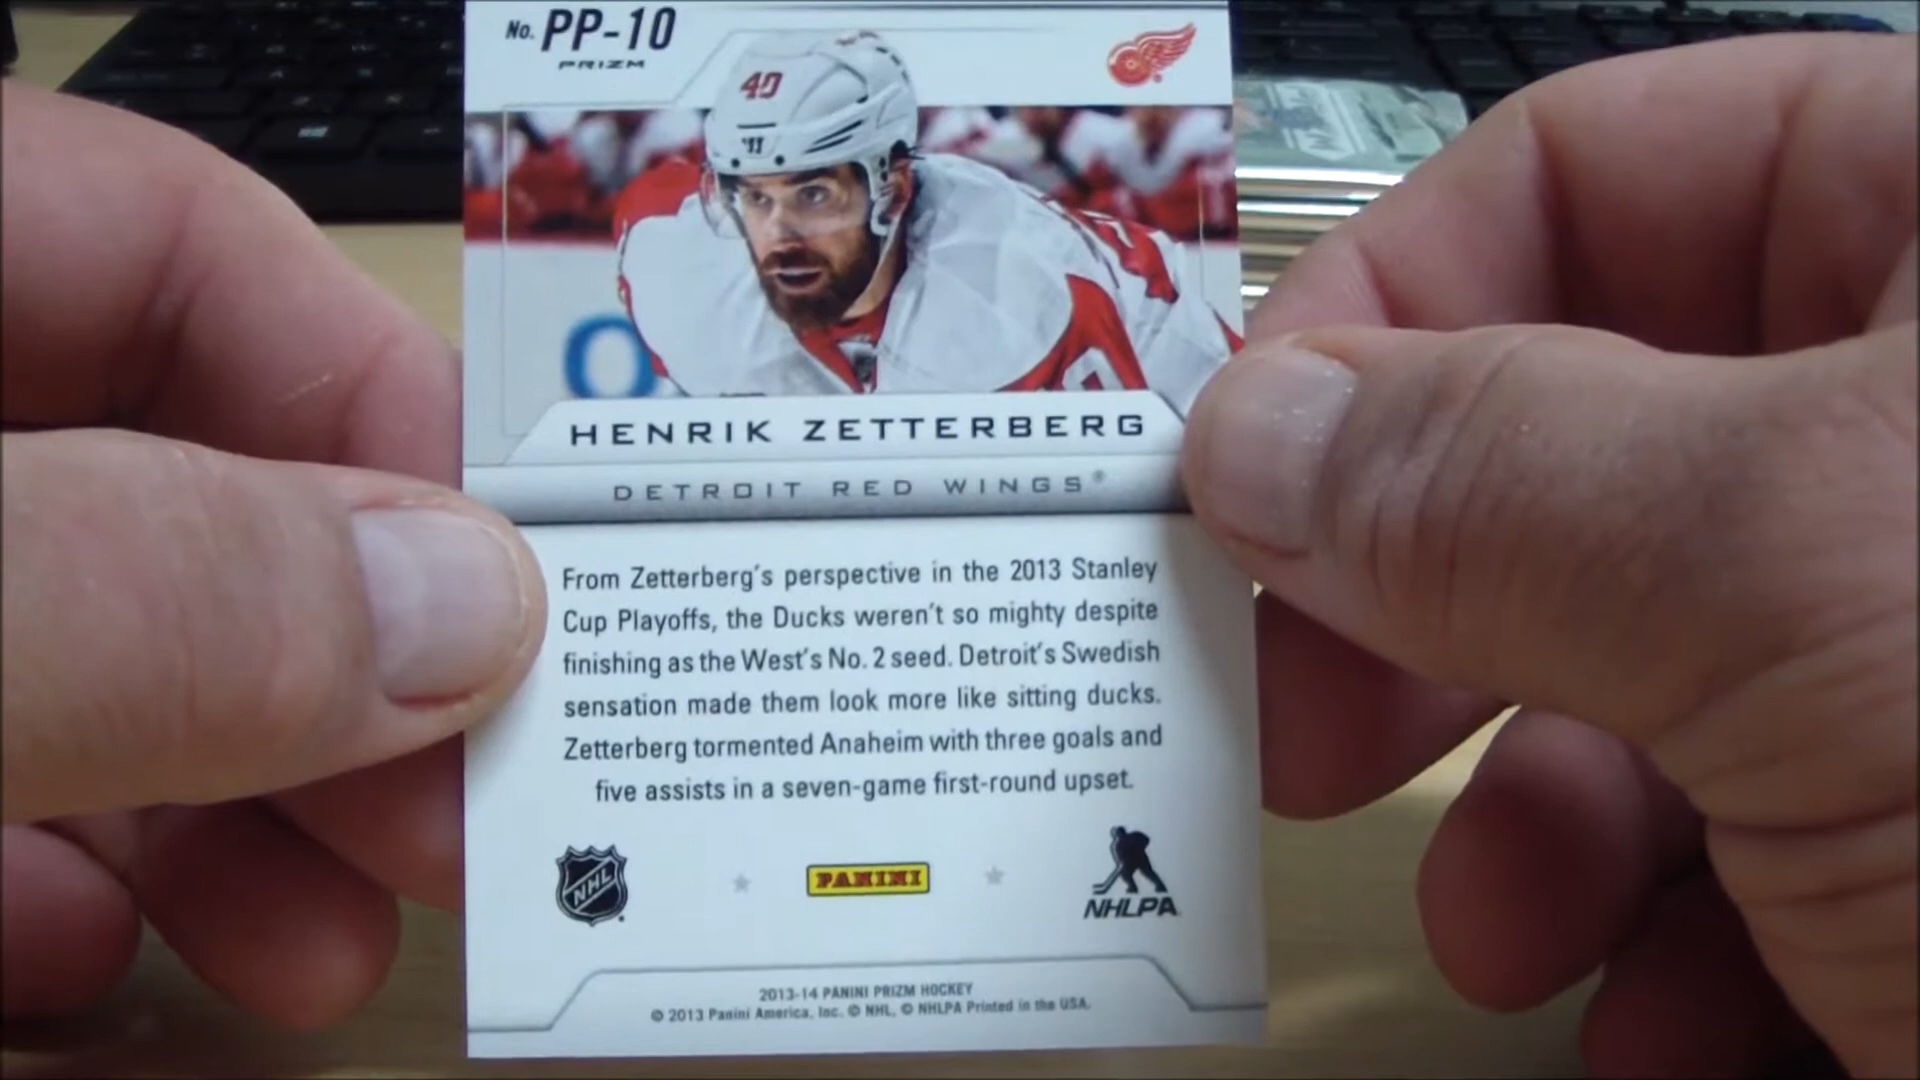 No. PP-10
PRIZM
40
HENRIK ZETTERBERG
DETROIT RED WINGS®
From Zetterberg's perspective in the 2013 Stanley
Cup Playoffs, the Ducks weren't so mighty despite
finishing as the West's No. 2 seed. Detroit's Swedish
sensation made them look more like sitting ducks.
Zetterberg tormented Anaheim with three goals and
five assists in a seven-game first-round upset.
NHL
PANINI
NHLPA
2013-14 PANINI PRIZM HOCKEY
© 2013 Panini America, Inc. © NHL, © NHLPA Printed in the USA.